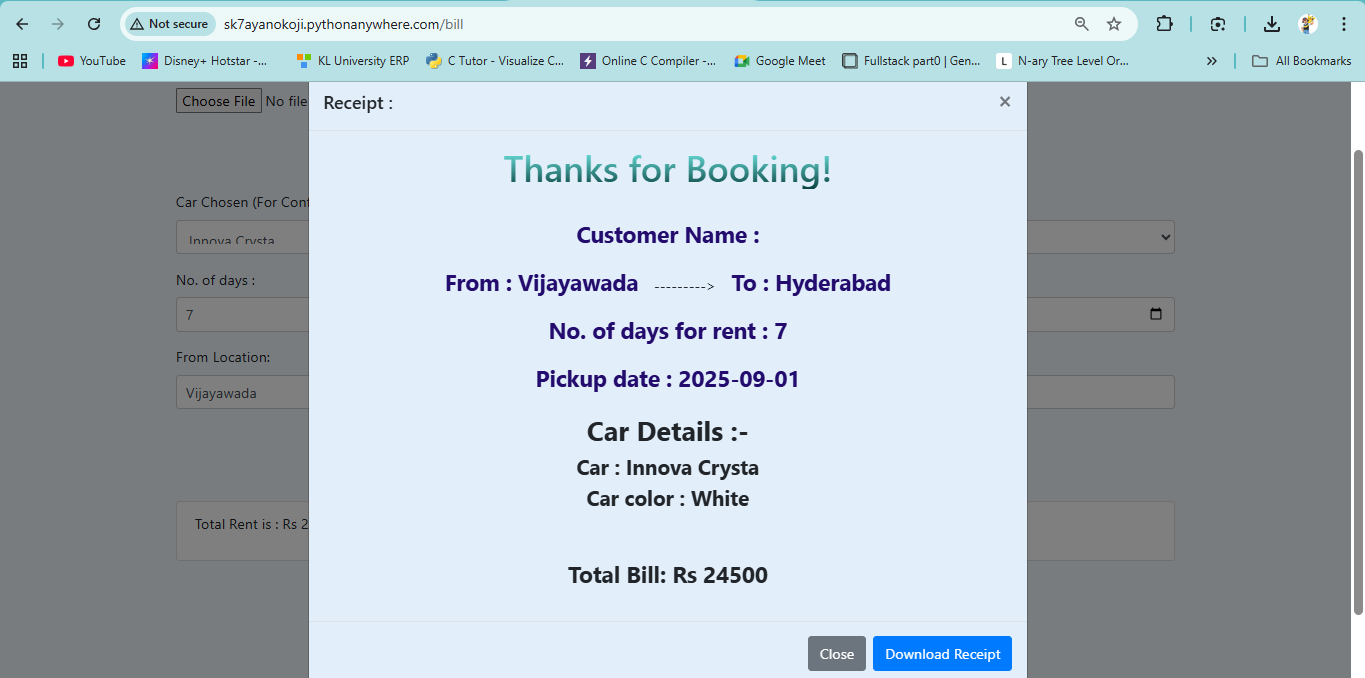 Not secure sk7ayanokoji.pythonanywhere.com/bill
YouTube Disney+ Hotstar -... KL University ERP C Tutor - Visualize C... Online C Compiler -... Google Meet Fullstack part0 | Gen... L N-ary Tree Level Or... » All Bookmarks
Choose File No file
Receipt : ×
Thanks for Booking!
Car Chosen (For Con
Customer Name :
Innova Crysta
No. of days :
From : Vijayawada ---------> To : Hyderabad
7
No. of days for rent : 7
From Location:
Pickup date : 2025-09-01
Vijayawada
Car Details :-
Car : Innova Crysta
Car color : White
Total Rent is : Rs 2
Total Bill: Rs 24500
Close Download Receipt